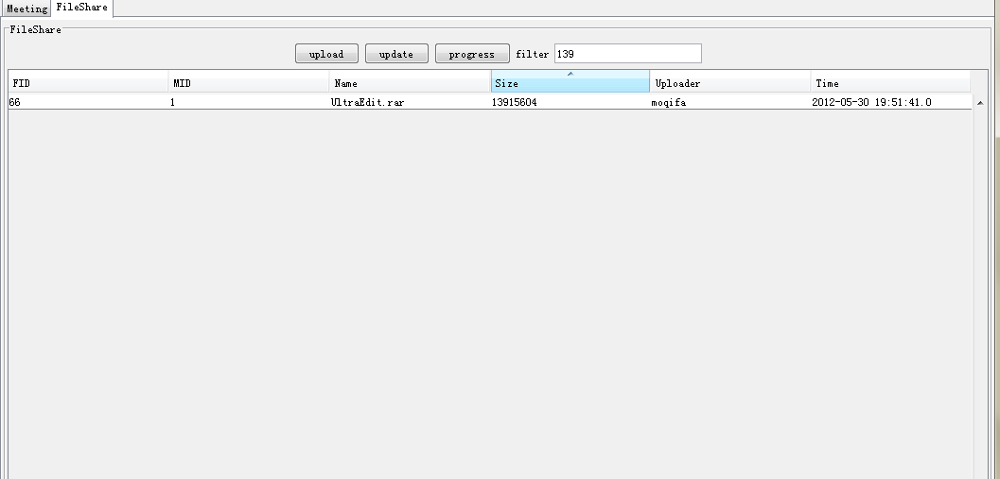 Meeting FileShare
FileShare
upload update progress filter 139
FID MID Name Size Uploader Time
66 1 UltraEdit.rar 13915604 moqifa 2012-05-30 19:51:41.0